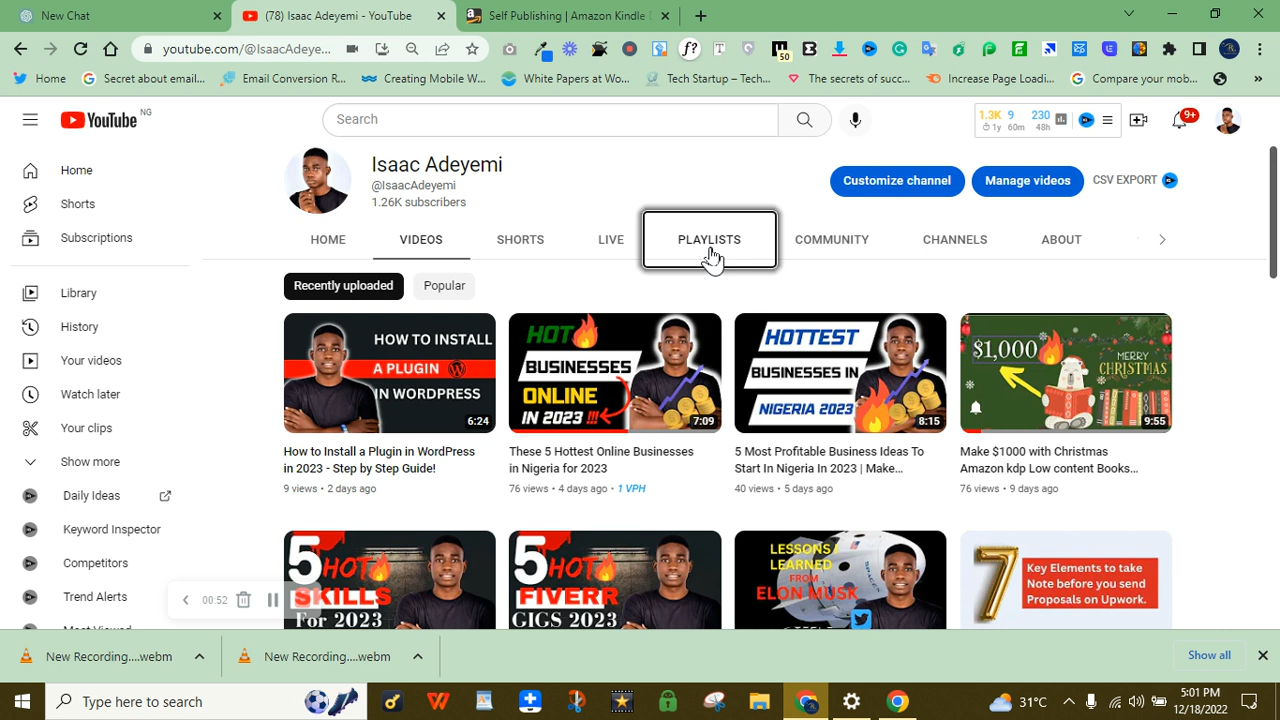 New Chat
(78) Isaac Adeyemi - YouTube
Self Publishing | Amazon Kindle
youtube.com/@IsaacAdeye...
f?
T
50
Home
Secret about email...
Email Conversion R...
Creating Mobile W...
White Papers at Wo...
Tech Startup – Tech...
The secrets of succ...
Increase Page Loadi...
Compare your mob...
YouTube NG
Search
1.3K 9 230
1y 60m 48h
9+
Isaac Adeyemi
@IsaacAdeyemi
1.26K subscribers
Customize channel
Manage videos
CSV EXPORT
HOME
VIDEOS
SHORTS
LIVE
PLAYLISTS
COMMUNITY
CHANNELS
ABOUT
Recently uploaded
Popular
Home
Shorts
Subscriptions
Library
History
Your videos
Watch later
Your clips
Show more
Daily Ideas
Keyword Inspector
Competitors
Trend Alerts
Most Viewed
HOW TO INSTALL
A PLUGIN
IN WORDPRESS
6:24
How to Install a Plugin in WordPress
in 2023 - Step by Step Guide!
9 views • 2 days ago
HOT
BUSINESSES
ONLINE
IN 2023 !!!
7:09
These 5 Hottest Online Businesses
in Nigeria for 2023
76 views • 4 days ago • 1 VPH
HOTTEST
BUSINESSES IN
NIGERIA 2023
8:15
5 Most Profitable Business Ideas To
Start In Nigeria In 2023 | Make...
40 views • 5 days ago
$1,000
MERRY
CHRISTMAS
9:55
Make $1000 with Christmas
Amazon kdp Low content Books...
76 views • 9 days ago
5 HOT
SKILLS
For 2023
5 HOT
FIVERR
GIGS 2023
LESSONS
LEARNED
FROM
ELON MUSK
7
Key Elements to take
Note before you send
Proposals on Upwork.
00:52
New Recording....webm
New Recording....webm
Show all
Type here to search
31°C
5:01 PM
12/18/2022